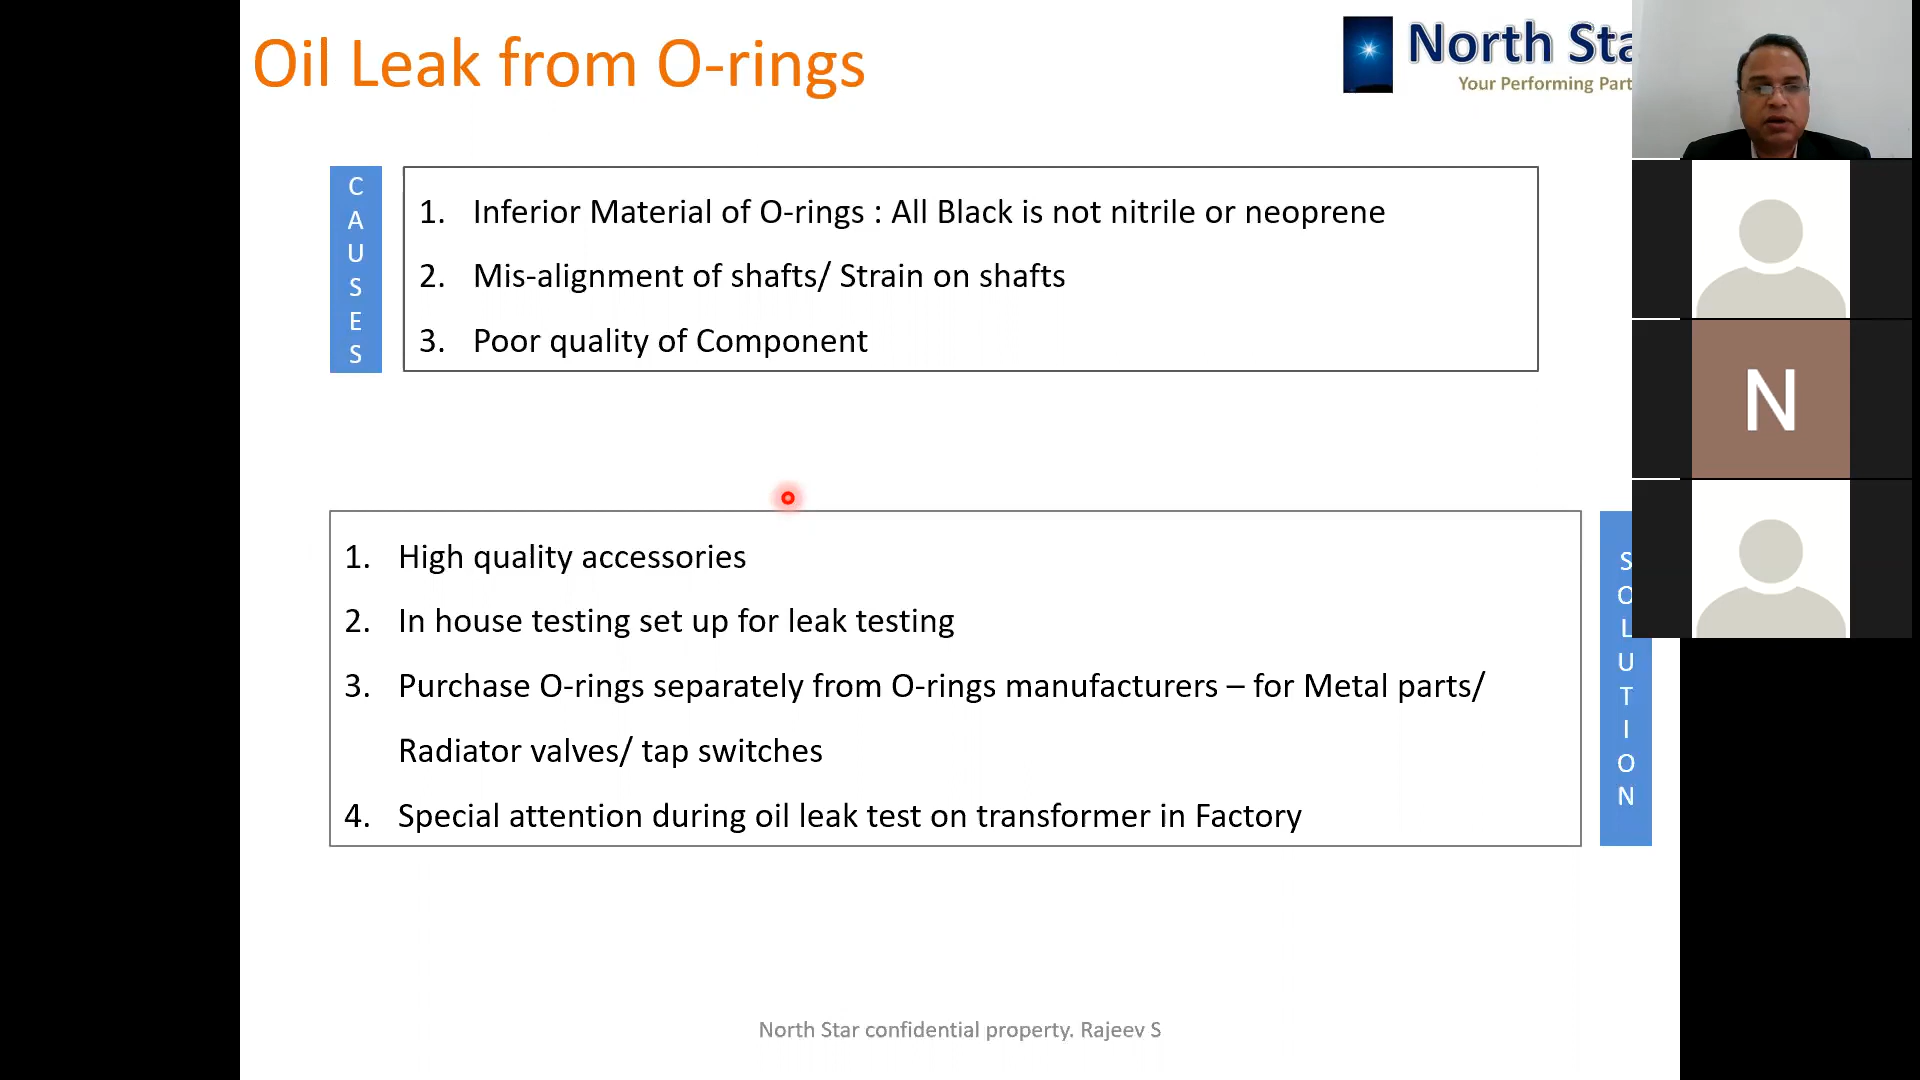 Oil Leak from O-rings
North Sta
Your Performing Part
CAUSES
1. Inferior Material of O-rings : All Black is not nitrile or neoprene
2. Mis-alignment of shafts/ Strain on shafts
3. Poor quality of Component
N
1. High quality accessories
2. In house testing set up for leak testing
3. Purchase O-rings separately from O-rings manufacturers – for Metal parts/
Radiator valves/ tap switches
4. Special attention during oil leak test on transformer in Factory
SOLUTION
North Star confidential property. Rajeev S